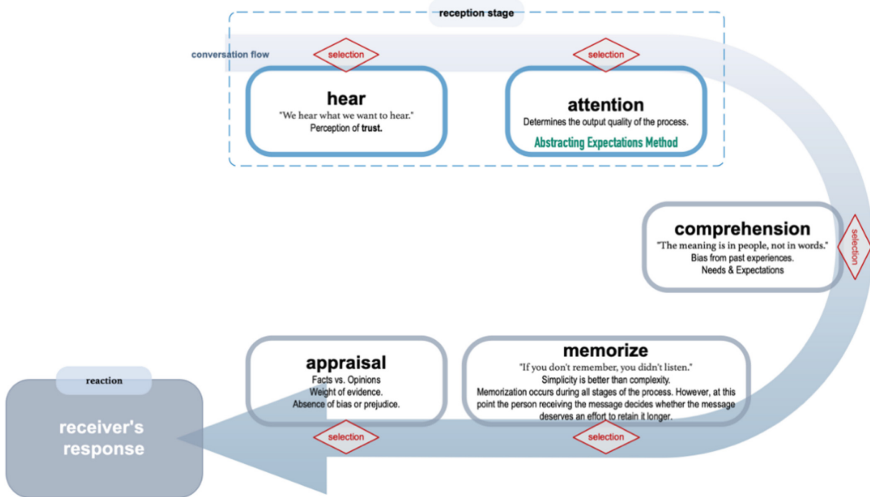 reception stage
conversation flow
selection
selection
hear
"We hear what we want to hear."
Perception of trust.
attention
Determines the output quality of the process.
Abstracting Expectations Method
comprehension
"The meaning is in people, not in words."
Bias from past experiences.
Needs & Expectations
selection
appraisal
Facts vs. Opinions
Weight of evidence.
Absence of bias or prejudice.
selection
memorize
"If you don't remember, you didn't listen."
Simplicity is better than complexity.
Memorization occurs during all stages of the process. However, at this
point the person receiving the message decides whether the message
deserves an effort to retain it longer.
selection
reaction
receiver's
response